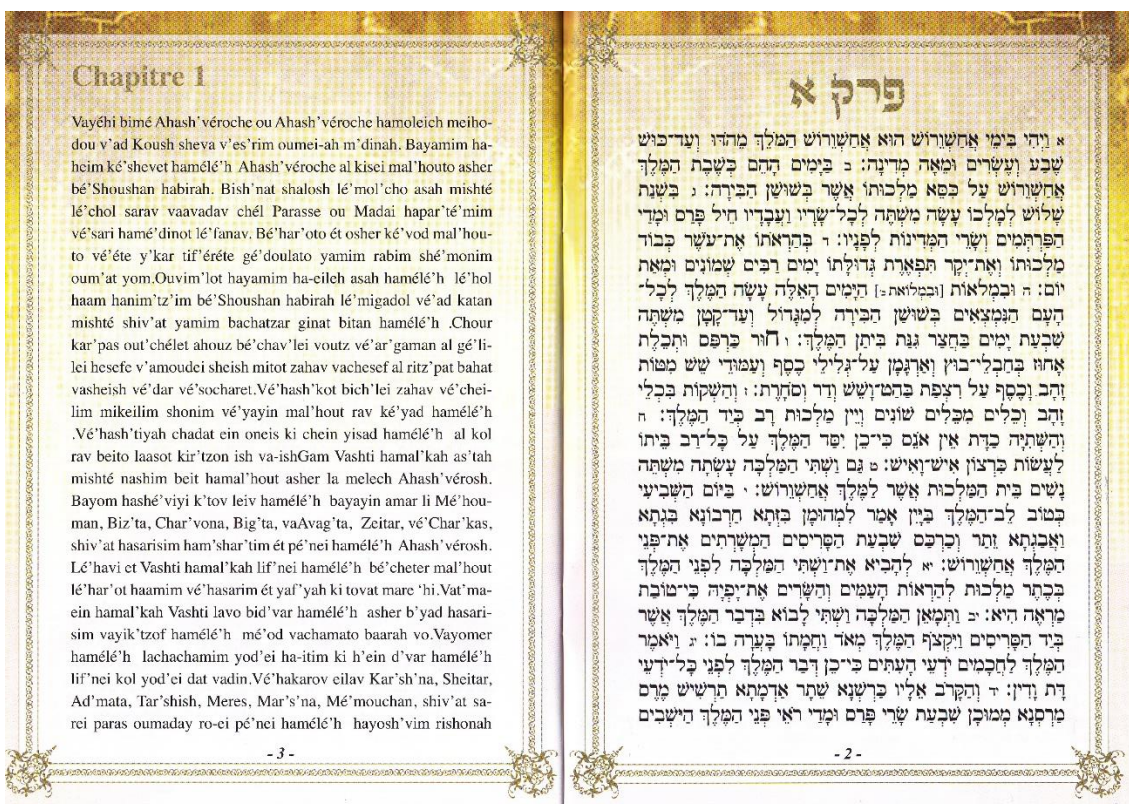 פרק א
א וַיְהִי בִּימֵי אֲחַשְׁוֵרוֹשׁ הוּא אֲחַשְׁוֵרוֹשׁ הַמֹּלֵךְ מֵהֹדּוּ וְעַד־כּוּשׁ
שֶׁבַע וְעֶשְׂרִים וּמֵאָה מְדִינָה: ב בַּיָּמִים הָהֵם כְּשֶׁבֶת הַמֶּלֶךְ
אֲחַשְׁוֵרוֹשׁ עַל כִּסֵּא מַלְכוּתוֹ אֲשֶׁר בְּשׁוּשַׁן הַבִּירָה: ג בִּשְׁנַת
שָׁלוֹשׁ לְמָלְכוֹ עָשָׂה מִשְׁתֶּה לְכָל־שָׂרָיו וַעֲבָדָיו חֵיל פָּרַס וּמָדַי
הַפַּרְתְּמִים וְשָׂרֵי הַמְּדִינוֹת לְפָנָיו: ד בְּהַרְאֹתוֹ אֶת־עֹשֶׁר כְּבוֹד
מַלְכוּתוֹ וְאֶת־יְקָר תִּפְאֶרֶת גְּדוּלָּתוֹ יָמִים רַבִּים שְׁמוֹנִים וּמְאַת
יוֹם: ה וּבִמְלאוֹת [וּבִמְלוֹאת כ] הַיָּמִים הָאֵלֶּה עָשָׂה הַמֶּלֶךְ לְכָל־
הָעָם הַנִּמְצְאִים בְּשׁוּשַׁן הַבִּירָה לְמִגָּדוֹל וְעַד־קָטָן מִשְׁתֶּה
שִׁבְעַת יָמִים בַּחֲצַר גִּנַּת בִּיתַן הַמֶּלֶךְ: ו חוּר כַּרְפַּס וּתְכֵלֶת
אָחוּז בְּחַבְלֵי־בוּץ וְאַרְגָּמָן עַל־גְּלִילֵי כֶסֶף וְעַמּוּדֵי שֵׁשׁ מִטּוֹת
זָהָב וָכֶסֶף עַל רִצְפַת בַּהַט־וָשֵׁשׁ וְדַר וְסֹחָרֶת: ז וְהַשְׁקוֹת בִּכְלֵי
זָהָב וְכֵלִים מִכֵּלִים שׁוֹנִים וְיֵין מַלְכוּת רָב כְּיַד הַמֶּלֶךְ: ח
וְהַשְּׁתִיָּה כַדָּת אֵין אֹנֵס כִּי־כֵן יִסַּד הַמֶּלֶךְ עַל כָּל־רַב בֵּיתוֹ
לַעֲשׂוֹת כִּרְצוֹן אִישׁ־וָאִישׁ: ט גַּם וַשְׁתִּי הַמַּלְכָּה עָשְׂתָה מִשְׁתֵּה
נָשִׁים בֵּית הַמַּלְכוּת אֲשֶׁר לַמֶּלֶךְ אֲחַשְׁוֵרוֹשׁ: י בַּיּוֹם הַשְּׁבִיעִי
כְּטוֹב לֵב־הַמֶּלֶךְ בַּיָּיִן אָמַר לִמְהוּמָן בִּזְּתָא חַרְבוֹנָא בִּגְתָא
וַאֲבַגְתָא זֵתַר וְכַרְכַּס שִׁבְעַת הַסָּרִיסִים הַמְשָׁרְתִים אֶת־פְּנֵי
הַמֶּלֶךְ אֲחַשְׁוֵרוֹשׁ: יא לְהָבִיא אֶת־וַשְׁתִּי הַמַּלְכָּה לִפְנֵי הַמֶּלֶךְ
בְּכֶתֶר מַלְכוּת לְהַרְאוֹת הָעַמִּים וְהַשָּׂרִים אֶת־יָפְיָהּ כִּי־טוֹבַת
מַרְאֶה הִיא: יב וַתְּמָאֵן הַמַּלְכָּה וַשְׁתִּי לָבוֹא בִּדְבַר הַמֶּלֶךְ אֲשֶׁר
בְּיַד הַסָּרִיסִים וַיִּקְצֹף הַמֶּלֶךְ מְאֹד וַחֲמָתוֹ בָּעֲרָה בוֹ: יג וַיֹּאמֶר
הַמֶּלֶךְ לַחֲכָמִים יֹדְעֵי הָעִתִּים כִּי־כֵן דְּבַר הַמֶּלֶךְ לִפְנֵי כָּל־יֹדְעֵי
דָּת וָדִין: יד וְהַקָּרֹב אֵלָיו כַּרְשְׁנָא שֵׁתָר אַדְמָתָא תַרְשִׁישׁ מֶרֶס
מַרְסְנָא מְמוּכָן שִׁבְעַת שָׂרֵי פָּרַס וּמָדַי רֹאֵי פְּנֵי הַמֶּלֶךְ הַיֹּשְׁבִים
- 2 -
Chapitre 1
Vayéhi bimé Ahash’véroche ou Ahash’véroche hamoleich meiho-
dou v’ad Koush sheva v’es’rim oumei-ah m’dinah. Bayamim ha-
heim ké’shevet hamélé’h Ahash’véroche al kisei mal’houto asher
bé’Shoushan habirah. Bish’nat shalosh lé’mol’cho asah mishté
lé’chol sarav vaavadav chél Parasse ou Madai hapar’té’mim
vé’sari hamé’dinot lé’fanav. Bé’har’oto ét osher ké’vod mal’hou-
to vé’éte y’kar tif’éréte gé’doulato yamim rabim shé’monim
oum’at yom.Ouvim’lot hayamim ha-eileh asah hamélé’h lé’hol
haam hanim’tz’im bé’Shoushan habirah lé’migadol vé’ad katan
mishté shiv’at yamim bachatzar ginat bitan hamélé’h .Chour
kar’pas out’chélet ahouz bé’chav’lei voutz vé’ar’gaman al gé’li-
lei hesefe v’amoudei sheish mitot zahav vachesef al ritz’pat bahat
vasheish vé’dar vé’socharet.Vé’hash’kot bich’lei zahav vé’chei-
lim mikeilim shonim vé’yayin mal’hout rav ké’yad hamélé’h
.Vé’hash’tiyah chadat ein oneis ki chein yisad hamélé’h al kol
rav beito laasot kir’tzon ish va-ishGam Vashti hamal’kah as’tah
mishté nashim beit hamal’hout asher la melech Ahash’vérosh.
Bayom hashé’viyi k’tov leiv hamélé’h bayayin amar li Mé’hou-
man, Biz’ta, Char’vona, Big’ta, vaAvag’ta, Zeitar, vé’Char’kas,
shiv’at hasarisim ham’shar’tim ét pé’nei hamélé’h Ahash’vérosh.
Lé’havi et Vashti hamal’kah lif’nei hamélé’h bé’cheter mal’hout
lé’har’ot haamim vé’hasarim ét yaf’yah ki tovat mare ‘hi.Vat’ma-
ein hamal’kah Vashti lavo bid’var hamélé’h asher b’yad hasari-
sim vayik’tzof hamélé’h mé’od vachamato baarah vo.Vayomer
hamélé’h lachachamim yod’ei ha-itim ki h’ein d’var hamélé’h
lif’nei kol yod’ei dat vadin.Vé’hakarov eilav Kar’sh’na, Sheitar,
Ad’mata, Tar’shish, Meres, Mar’s’na, Mé’mouchan, shiv’at sa-
rei paras oumaday ro-ei pé’nei hamélé’h hayosh’vim rishonah
- 3 -